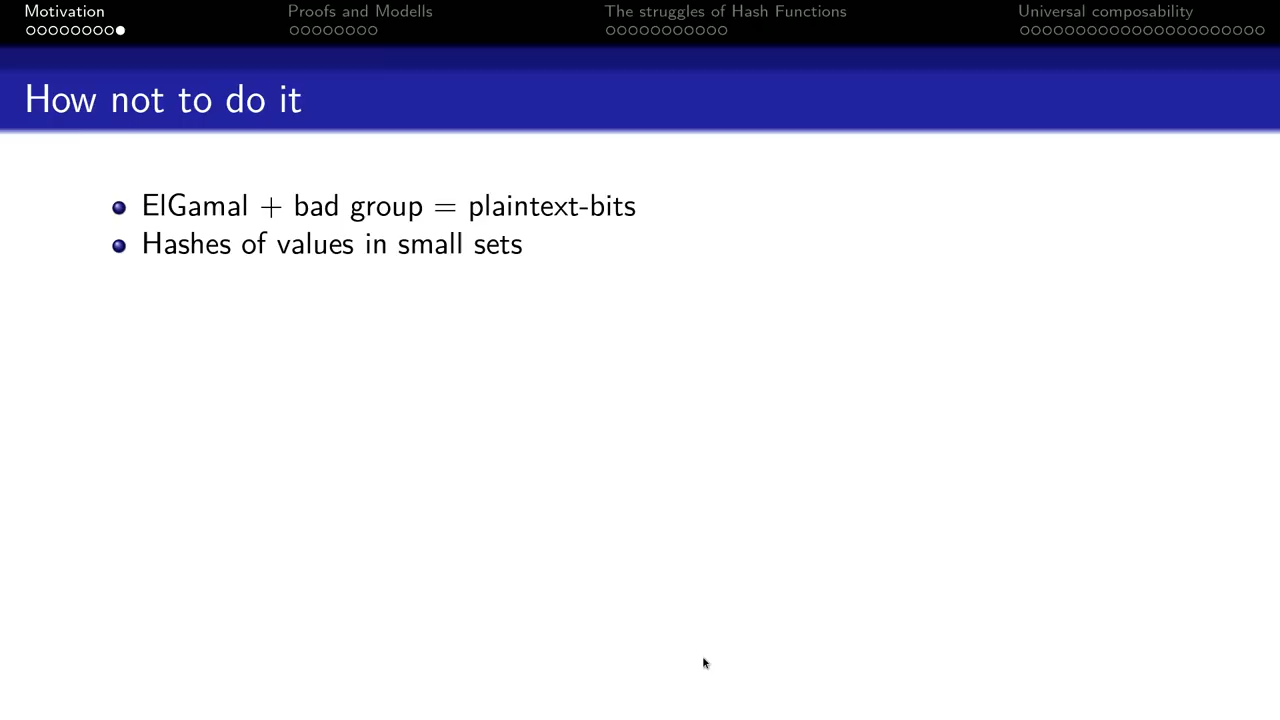 Motivation
Proofs and Modells
The struggles of Hash Functions
Universal composability
How not to do it
ElGamal + bad group = plaintext-bits
Hashes of values in small sets